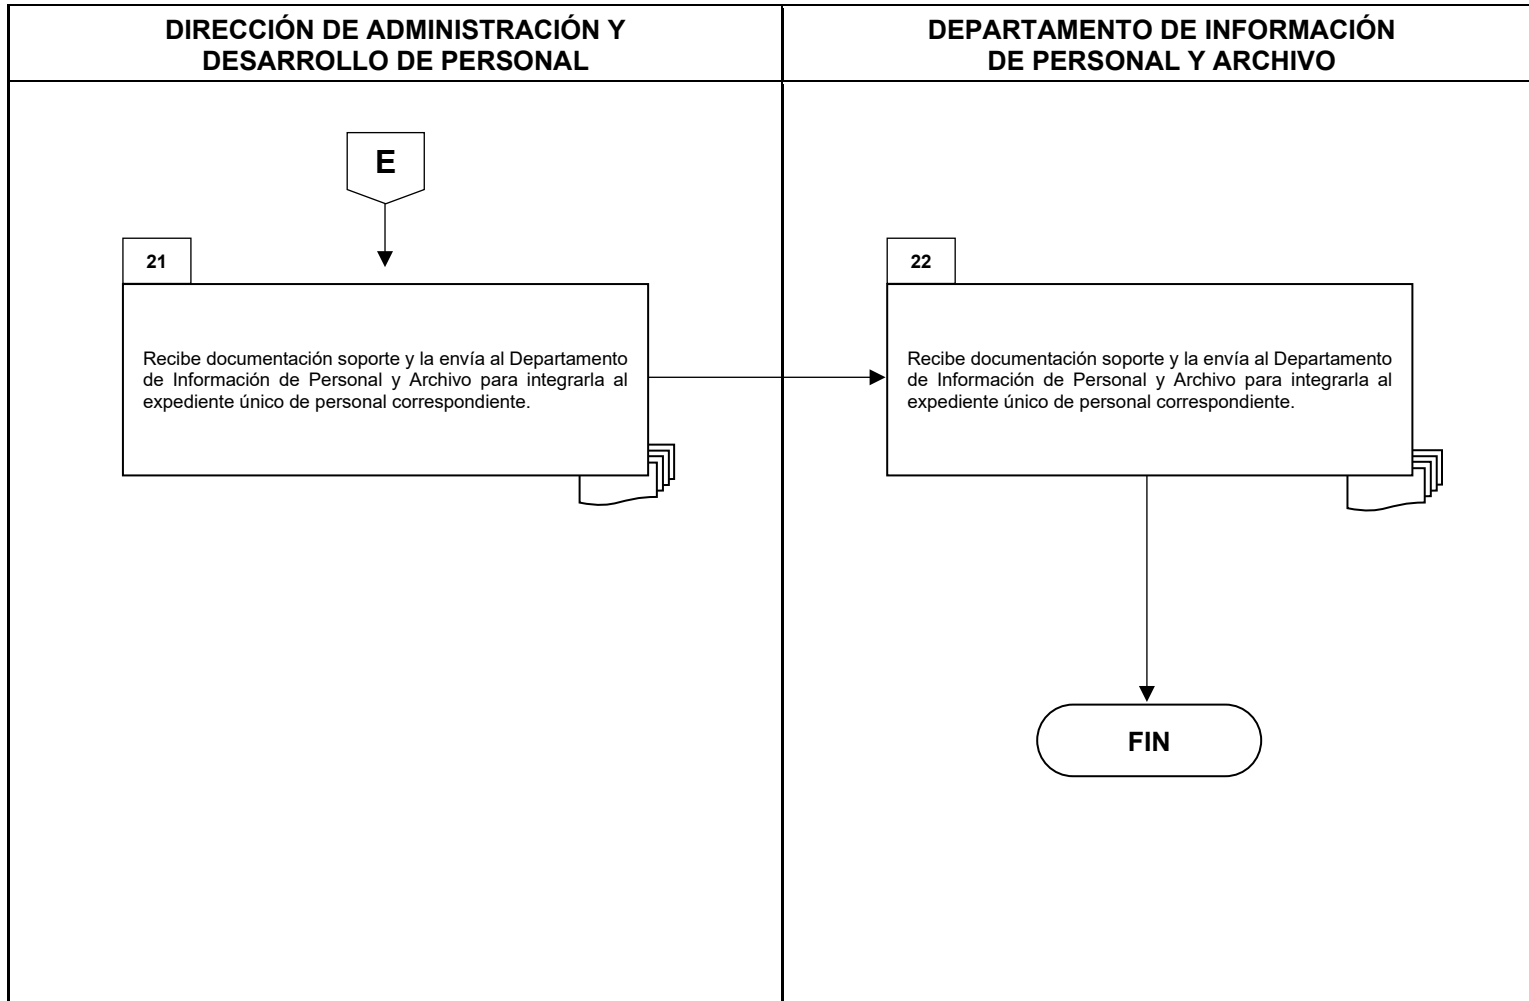 DIRECCIÓN DE ADMINISTRACIÓN Y
DESARROLLO DE PERSONAL
DEPARTAMENTO DE INFORMACIÓN
DE PERSONAL Y ARCHIVO
E
21
Recibe documentación soporte y la envía al Departamento
de Información de Personal y Archivo para integrarla al
expediente único de personal correspondiente.
22
Recibe documentación soporte y la envía al Departamento
de Información de Personal y Archivo para integrarla al
expediente único de personal correspondiente.
FIN